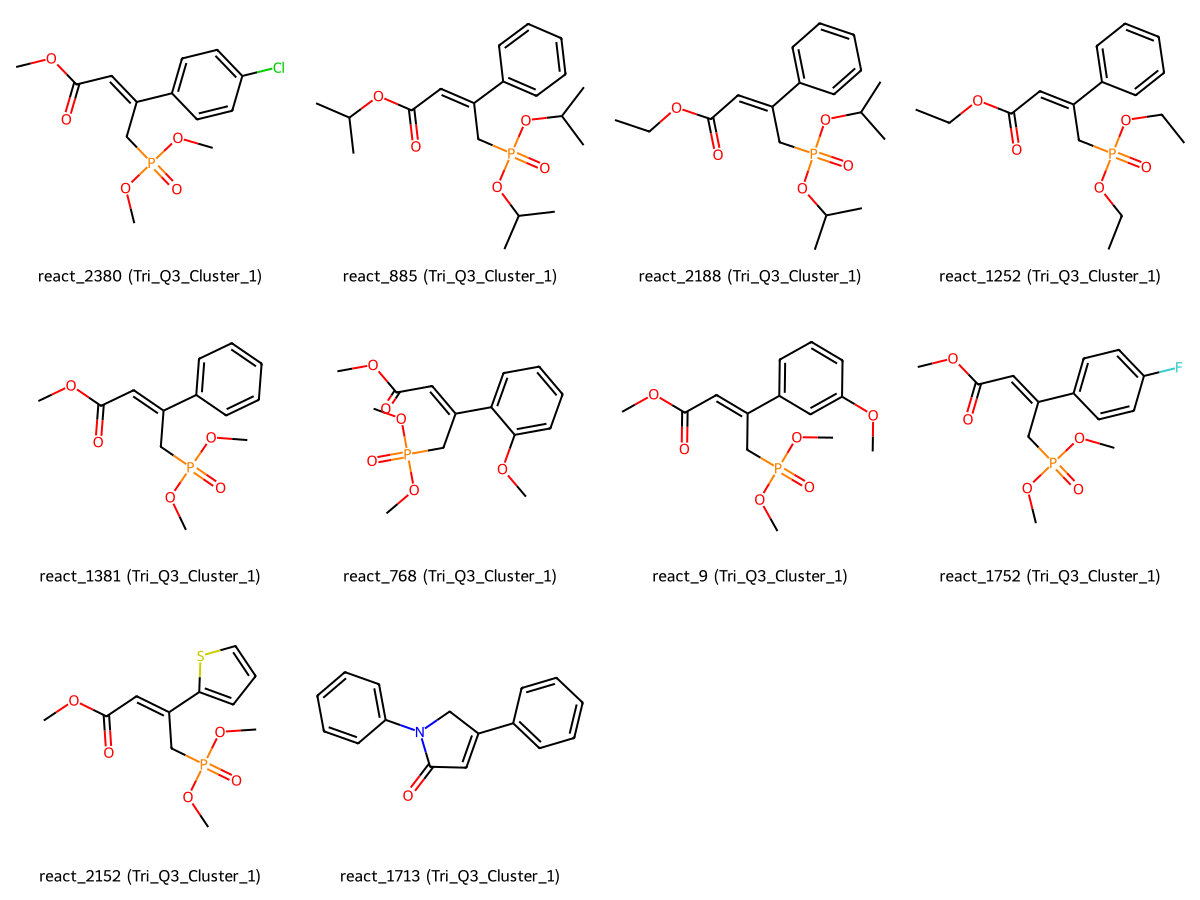 O
O
Cl
P
O
O
O
react_2380 (Tri_Q3_Cluster_1)
O
O
O
P
O
O
react_885 (Tri_Q3_Cluster_1)
O
O
O
P
O
O
react_2188 (Tri_Q3_Cluster_1)
O
O
O
P
O
O
react_1252 (Tri_Q3_Cluster_1)
O
O
O
P
O
O
react_1381 (Tri_Q3_Cluster_1)
O
O
O
O
P
O
O
react_768 (Tri_Q3_Cluster_1)
O
O
O
O
P
O
O
react_9 (Tri_Q3_Cluster_1)
O
O
F
O
P
O
O
react_1752 (Tri_Q3_Cluster_1)
S
O
O
O
P
O
O
react_2152 (Tri_Q3_Cluster_1)
N
O
react_1713 (Tri_Q3_Cluster_1)